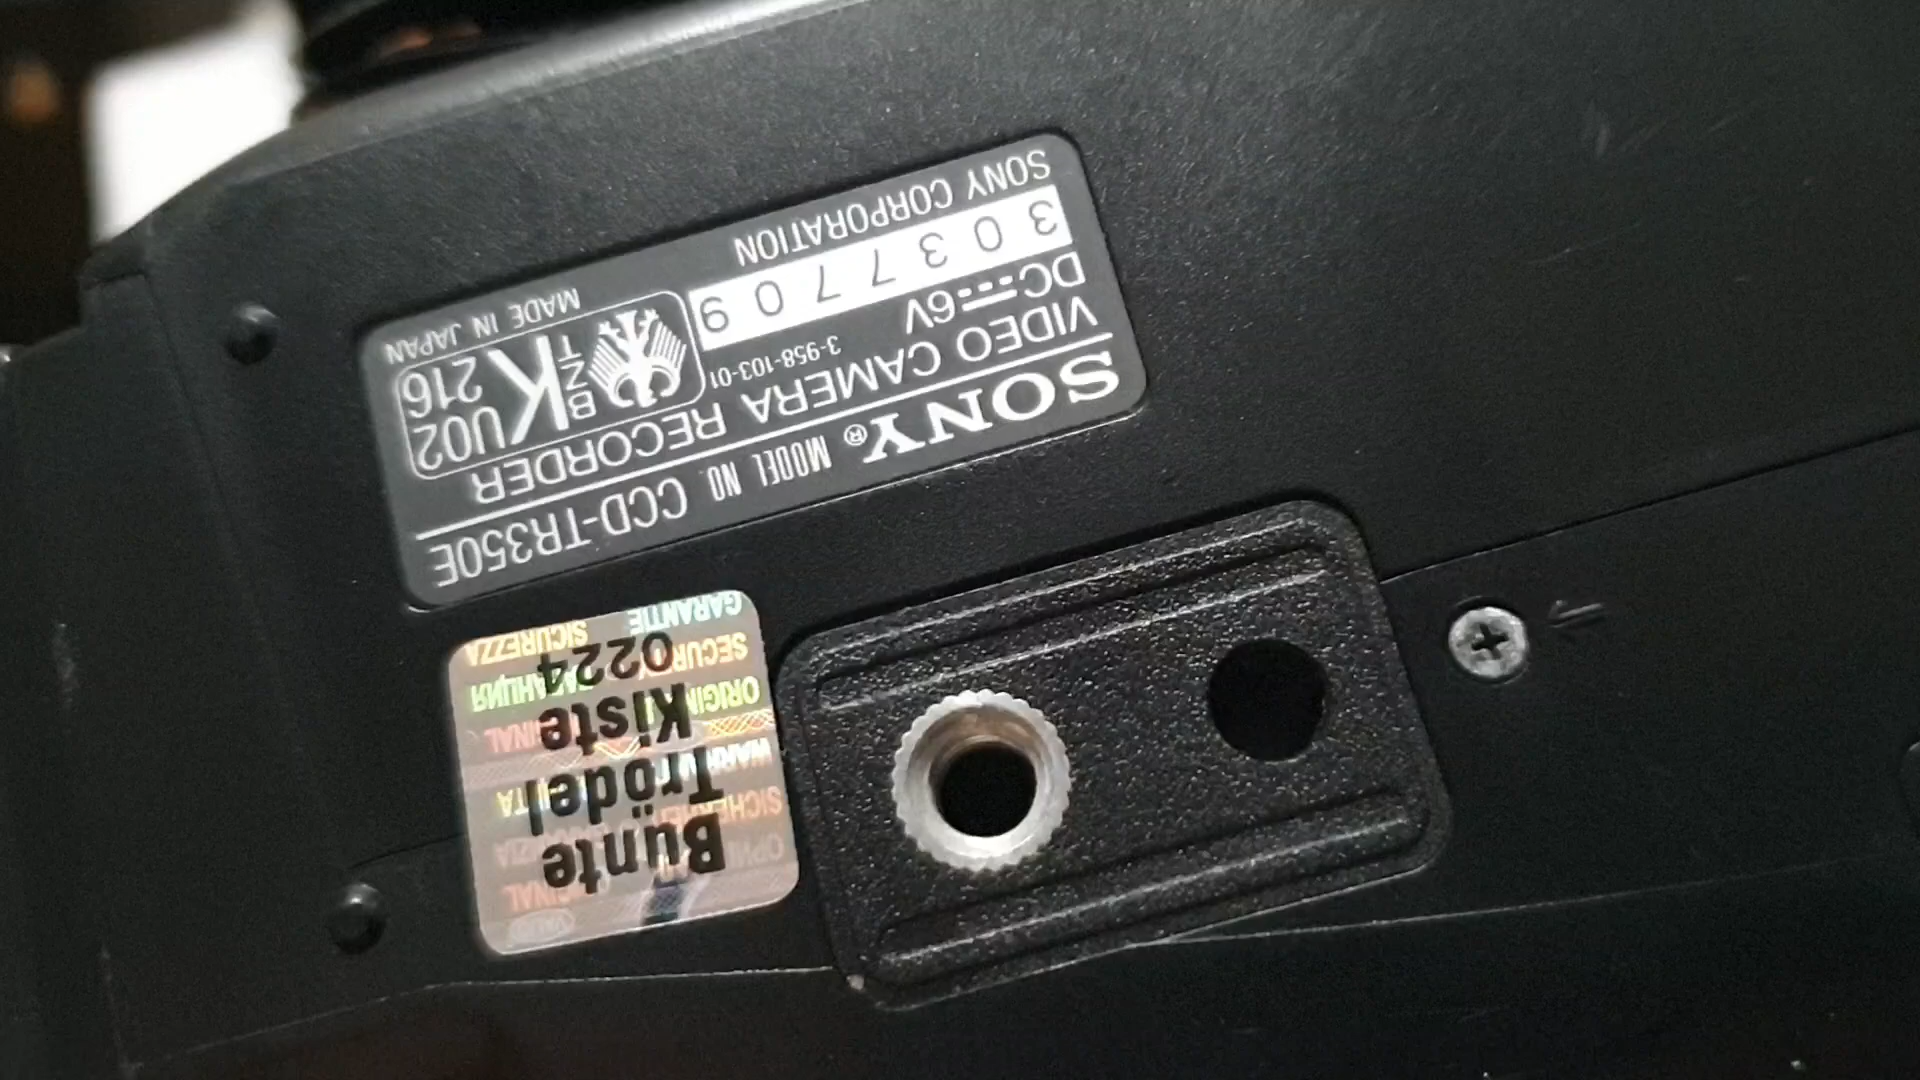 SONY® MODEL NO. CCD-TR350E
VIDEO CAMERA RECORDER
DC 6V
3-958-103-01
3037709
SONY CORPORATION
BZT
K U02
216
MADE IN JAPAN
Bunte
Trödel
Kiste
0224
ORIGINAL
SECURITY
GARANTIE
SICUREZZA